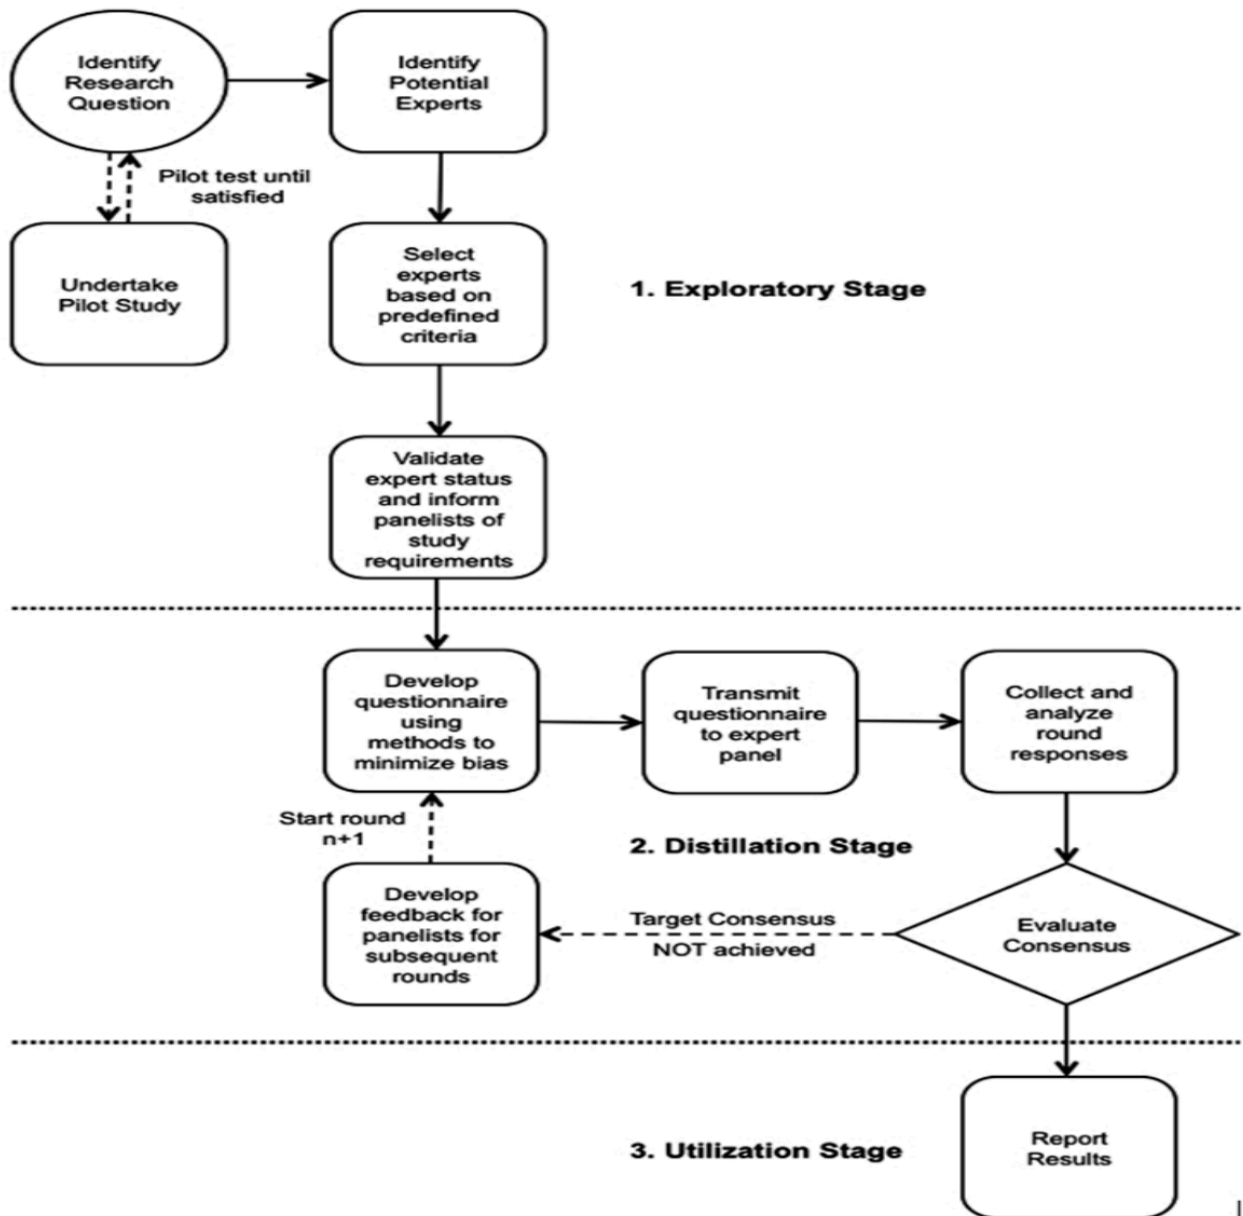 Identify
Research
Question
Identify
Potential
Experts
Pilot test until
satisfied
Undertake
Pilot Study
Select
experts
based on
predefined
criteria
1. Exploratory Stage
Validate
expert status
and inform
panelists of
study
requirements
Develop
questionnaire
using
methods to
minimize bias
Transmit
questionnaire
to expert
panel
Collect and
analyze
round
responses
Start round
n+1
2. Distillation Stage
Develop
feedback for
panelists for
subsequent
rounds
Target Consensus
NOT achieved
Evaluate
Consensus
3. Utilization Stage
Report
Results